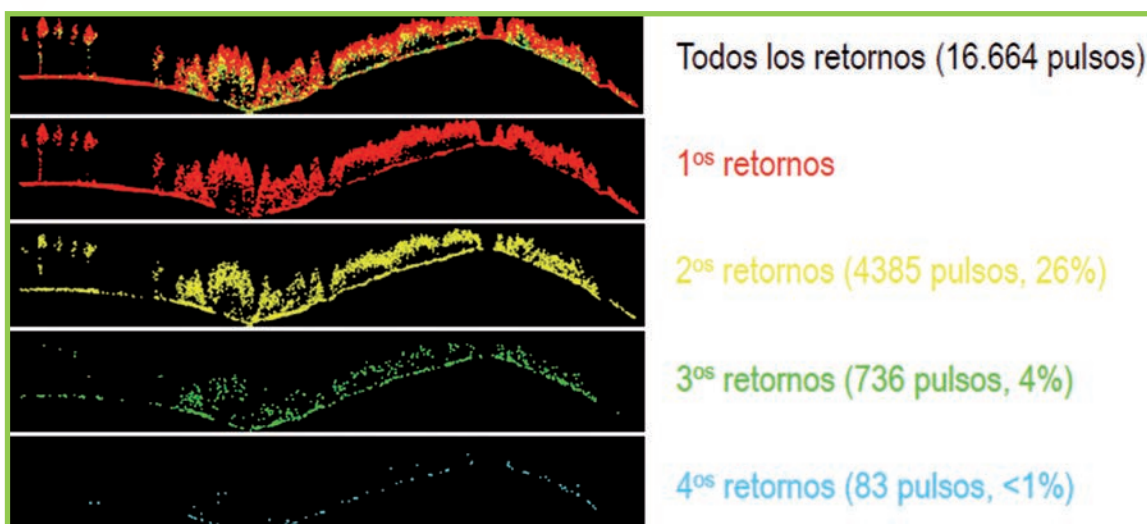 Todos los retornos (16.664 pulsos)
1os retornos
2os retornos (4385 pulsos, 26%)
3os retornos (736 pulsos, 4%)
4os retornos (83 pulsos, <1%)